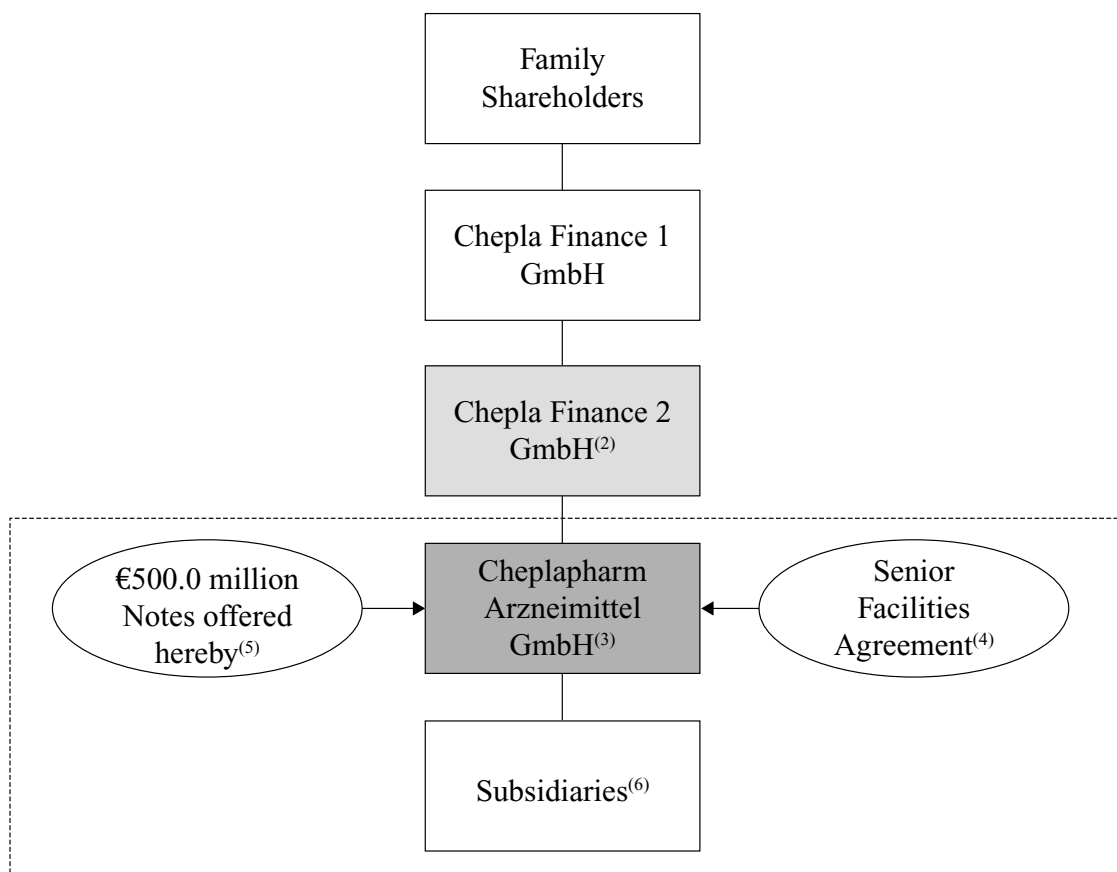 Family
Shareholders
Chepla Finance 1
GmbH
Chepla Finance 2
GmbH(2)
€500.0 million
Notes offered
hereby(5)
Cheplapharm
Arzneimittel
GmbH(3)
Senior
Facilities
Agreement(4)
Subsidiaries(6)